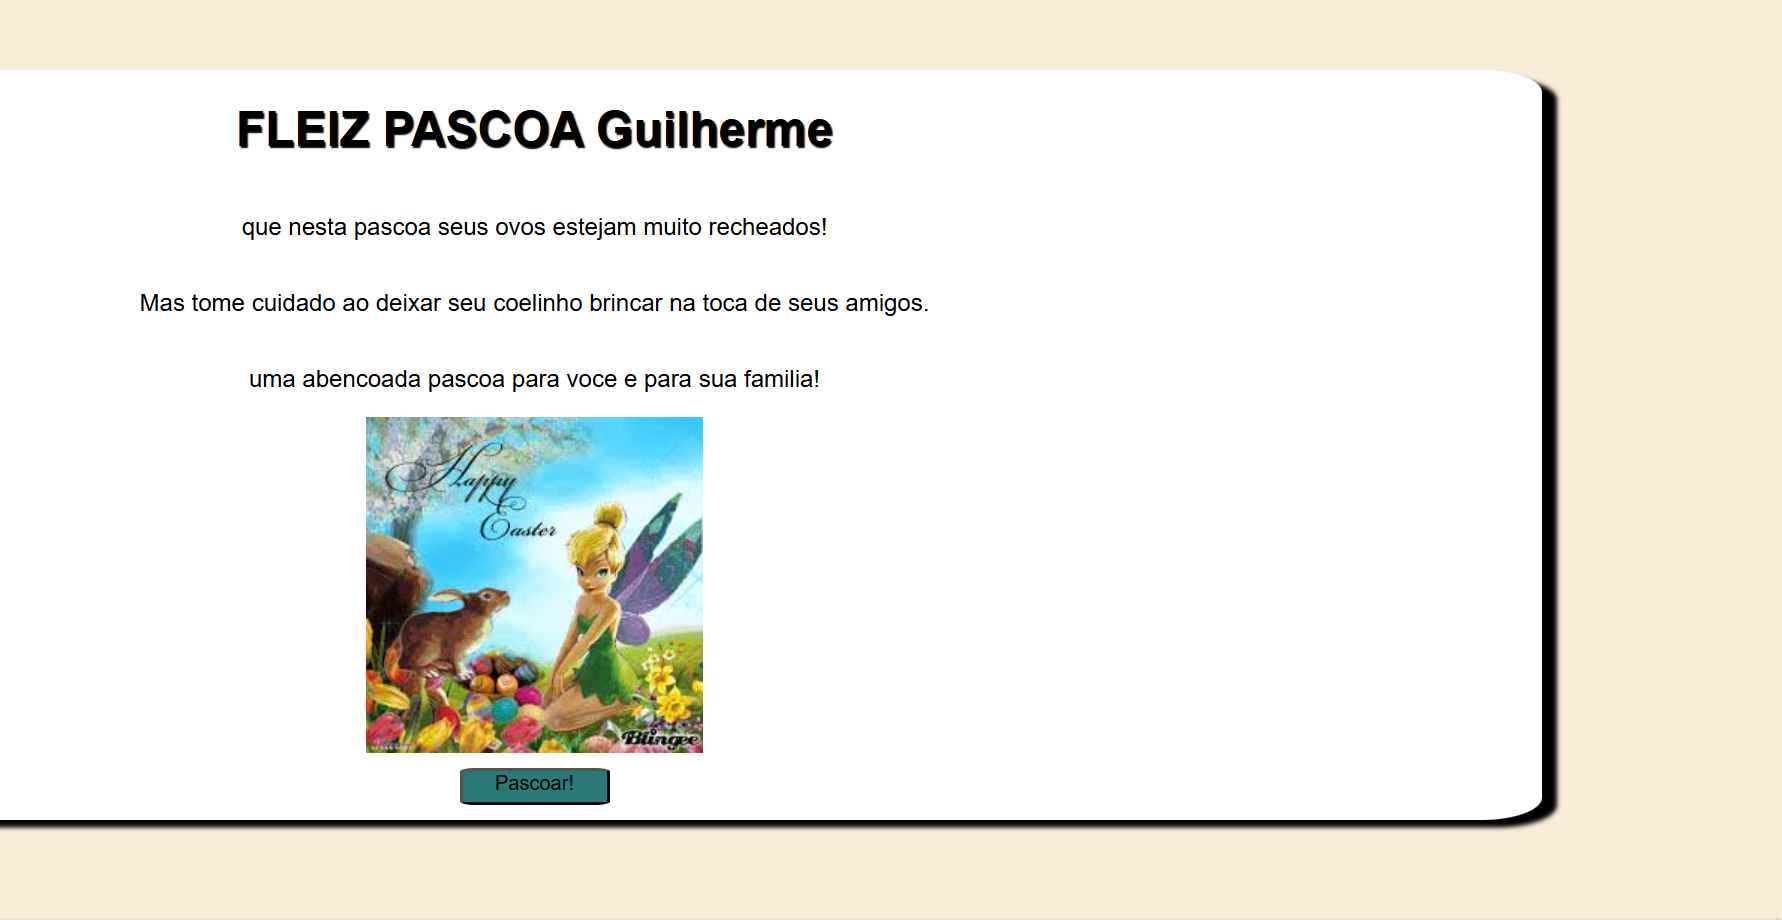 FLEIZ PASCOA Guilherme
que nesta pascoa seus ovos estejam muito recheados!
Mas tome cuidado ao deixar seu coelinho brincar na toca de seus amigos.
uma abencoada pascoa para voce e para sua familia!
Happy
Easter
Blingee
Pascoar!